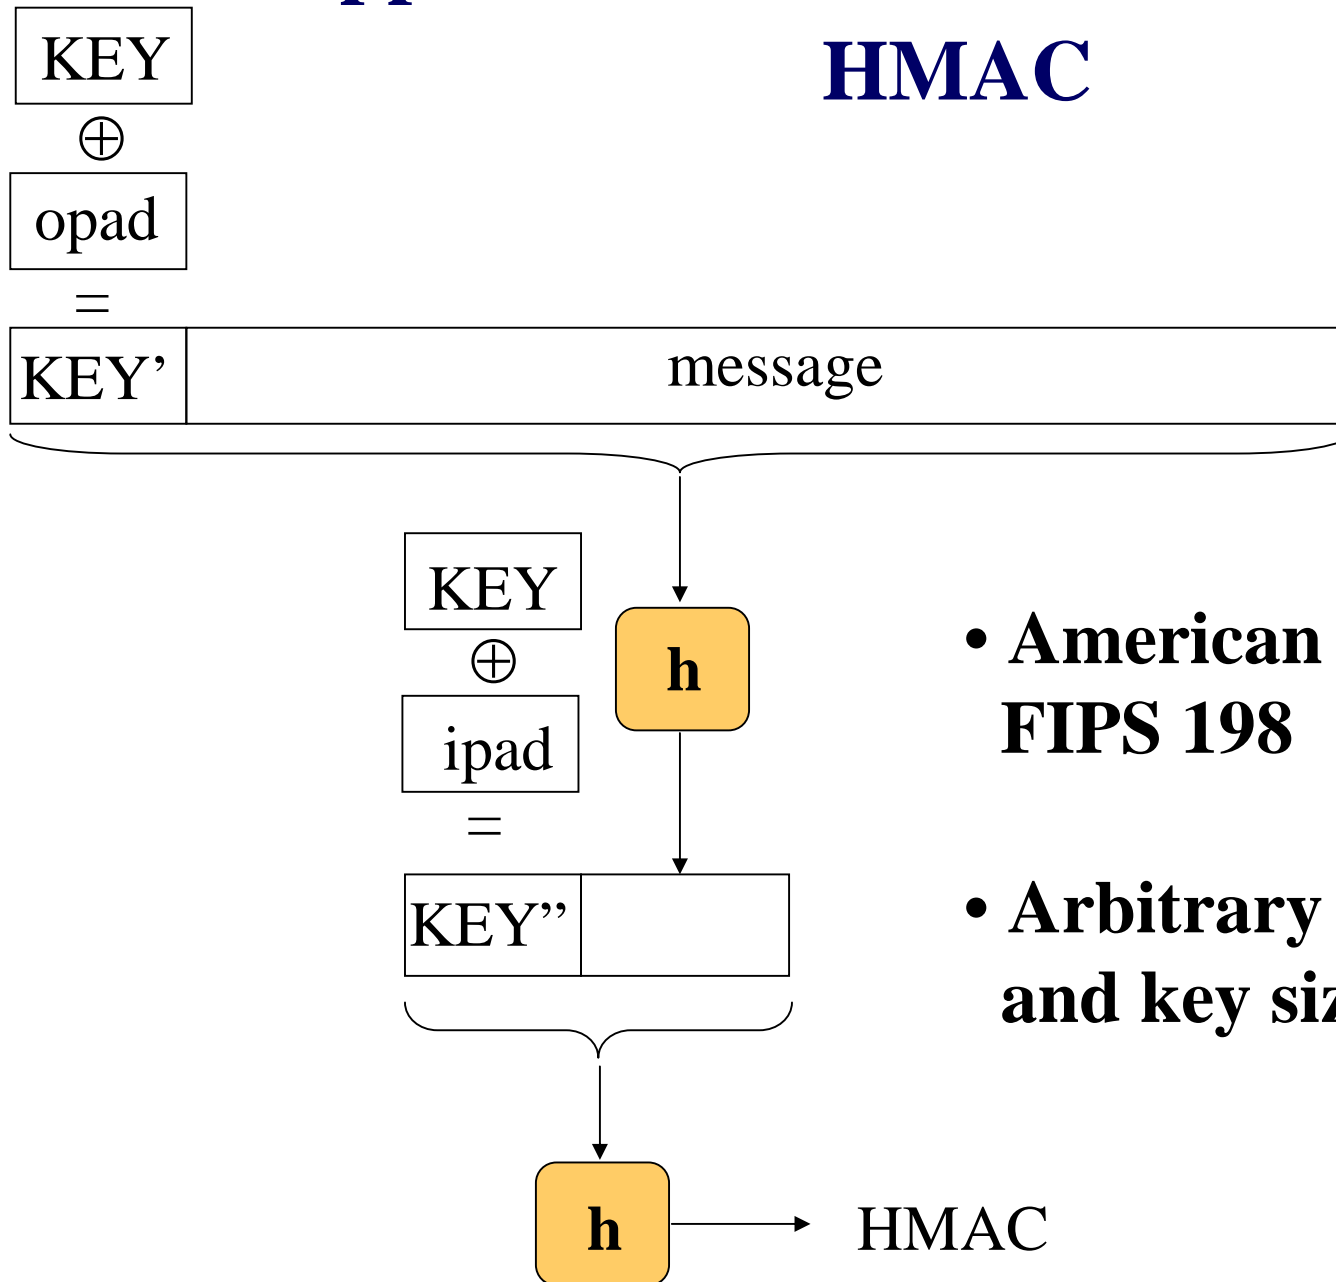 HMAC
KEY
⊕
opad
=
KEY’ message
KEY
⊕
ipad
=
KEY”
h
• American
FIPS 198
• Arbitrary
and key
h
HMAC